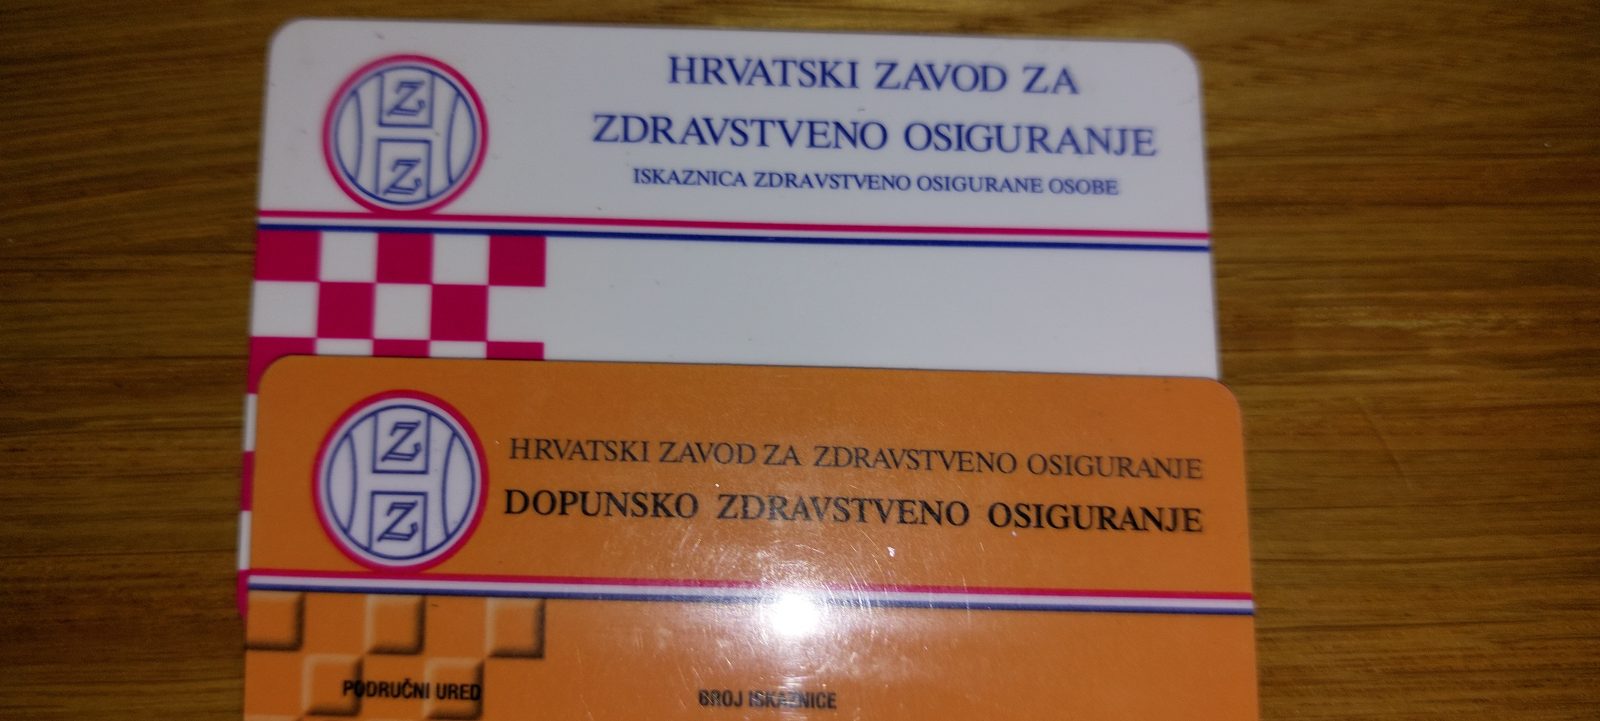 HRVATSKI ZAVOD ZA
ZDRAVSTVENO OSIGURANJE
ISKAZNICA ZDRAVSTVENO OSIGURANE OSOBE
Z
Z
HRVATSKI ZAVOD ZA ZDRAVSTVENO OSIGURANJE
DOPUNSKO ZDRAVSTVENO OSIGURANJE
Z
Z
PODRUČNI URED
BROJ ISKAZNICE